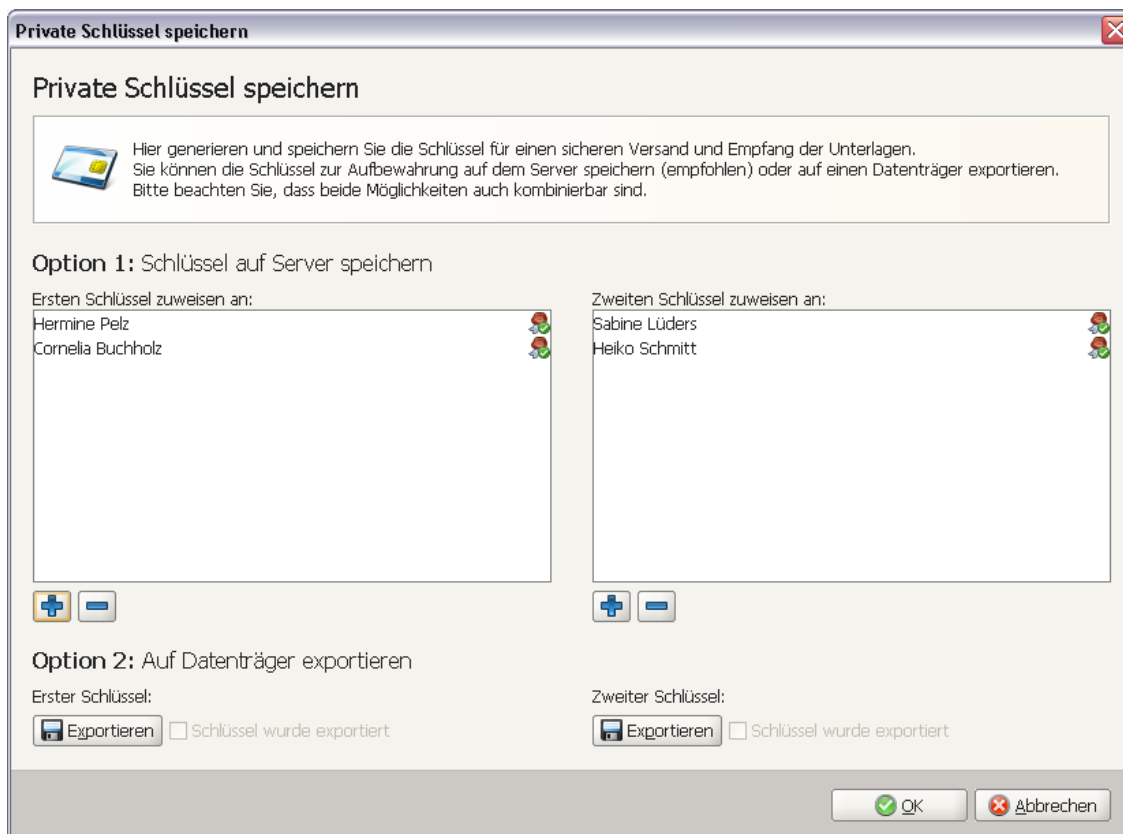 Private Schlüssel speichern
Private Schlüssel speichern
Hier generieren und speichern Sie die Schlüssel für einen sicheren Versand und Empfang der Unterlagen.
Sie können die Schlüssel zur Aufbewahrung auf dem Server speichern (empfohlen) oder auf einen Datenträger exportieren.
Bitte beachten Sie, dass beide Möglichkeiten auch kombinierbar sind.
Option 1: Schlüssel auf Server speichern
Ersten Schlüssel zuweisen an:
Hermine Pelz
Cornelia Buchholz
Zweiten Schlüssel zuweisen an:
Sabine Lüders
Heiko Schmitt
Option 2: Auf Datenträger exportieren
Erster Schlüssel:
Exportieren Schlüssel wurde exportiert
Zweiter Schlüssel:
Exportieren Schlüssel wurde exportiert
OK Abbrechen